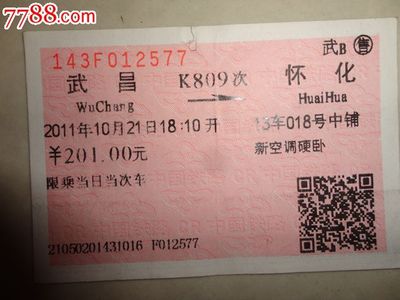 7788.com
143F012577
武B 售
武昌 K809次 怀化
WuChang HuaiHua
2011年10月21日18:10开 13车018号中铺
￥201.00元 新空调硬卧
限乘当日当次车
21050201431016 F012577